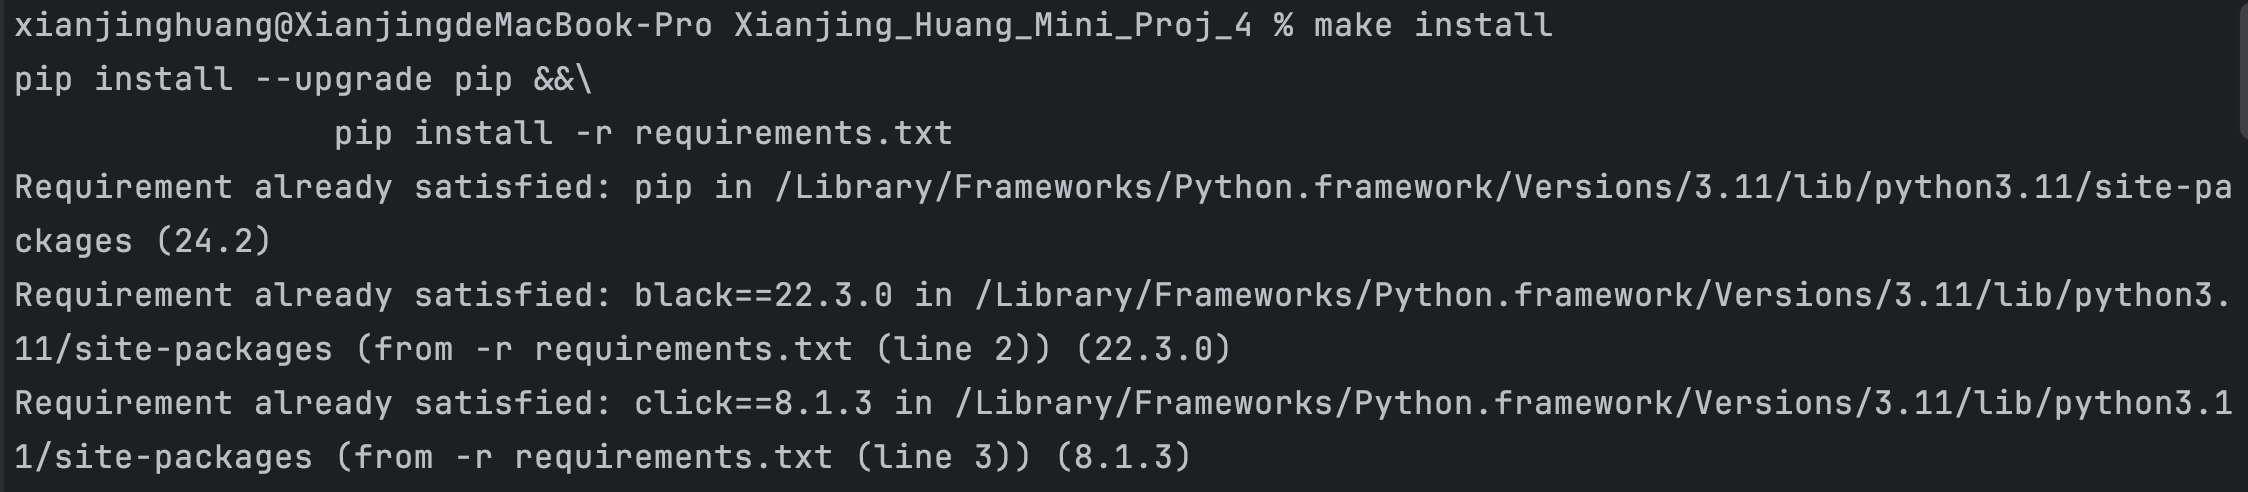 xianjinghuang@XianjingdeMacBook-Pro Xianjing_Huang_Mini_Proj_4 % make install
pip install --upgrade pip &&\
                pip install -r requirements.txt
Requirement already satisfied: pip in /Library/Frameworks/Python.framework/Versions/3.11/lib/python3.11/site-pa
ckages (24.2)
Requirement already satisfied: black==22.3.0 in /Library/Frameworks/Python.framework/Versions/3.11/lib/python3.
11/site-packages (from -r requirements.txt (line 2)) (22.3.0)
Requirement already satisfied: click==8.1.3 in /Library/Frameworks/Python.framework/Versions/3.11/lib/python3.1
1/site-packages (from -r requirements.txt (line 3)) (8.1.3)